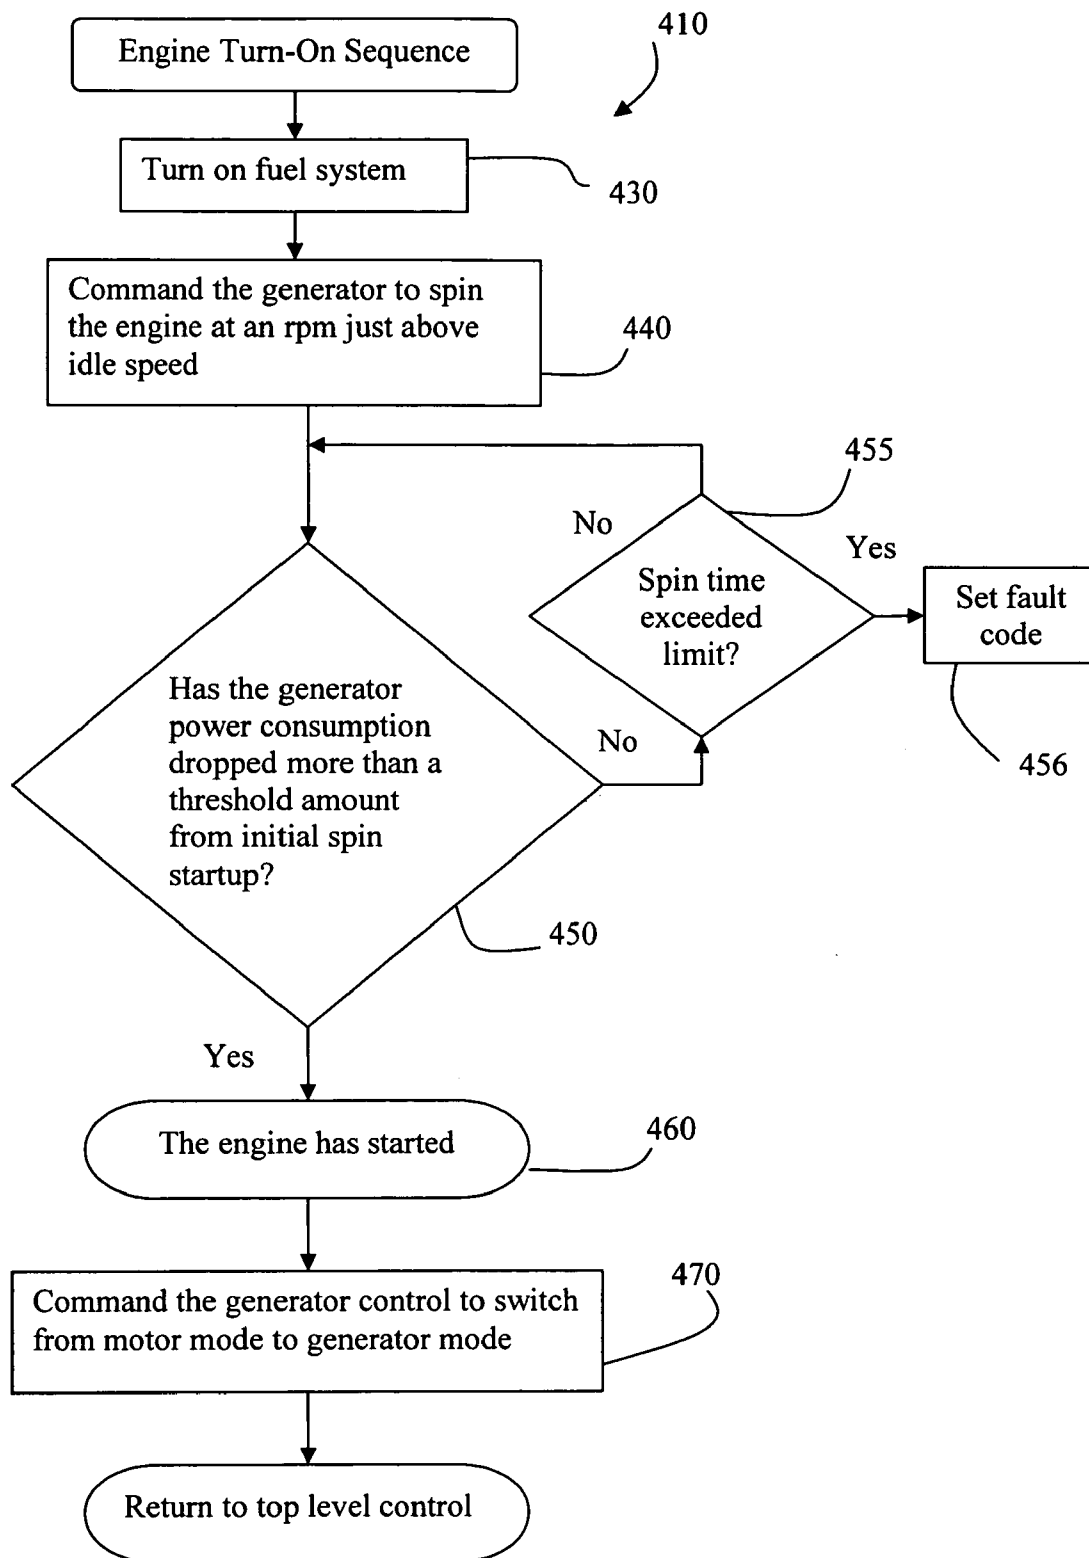 Engine Turn-On Sequence
410
Turn on fuel system
430
Command the generator to spin
the engine at an rpm just above
idle speed
440
455
No
Yes
Spin time
exceeded
limit?
Set fault
code
456
Has the generator
power consumption
dropped more than a
threshold amount
from initial spin
startup?
No
450
Yes
The engine has started
460
470
Command the generator control to switch
from motor mode to generator mode
Return to top level control